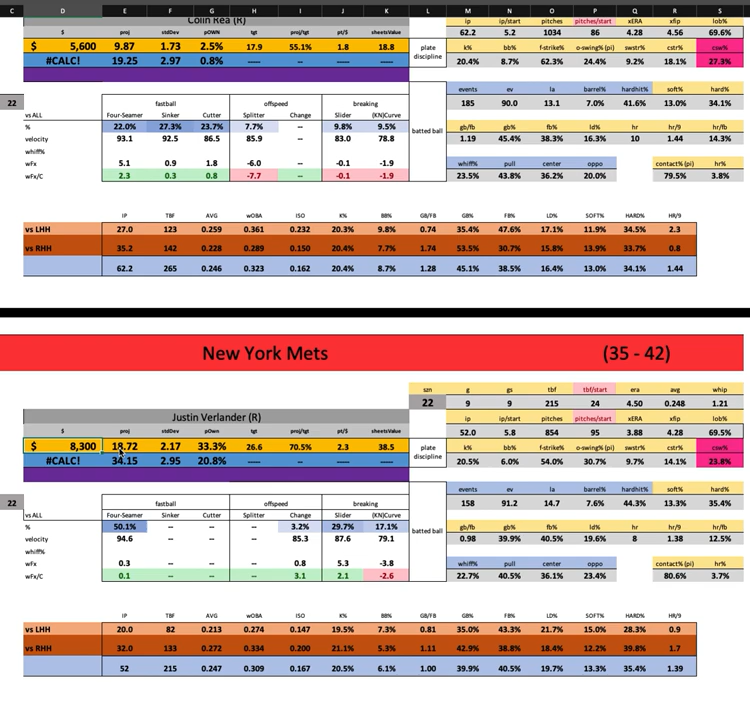 C D E F G H I J K L M N O P Q R S
Colin Rea (R) ip ip/start pitches pitches/start xERA xfip lob%
$ proj stdDev pOWN tgt proj/tgt pt/$ sheetsValue 62.2 5.2 1034 86 4.28 4.56 69.6%
$ 5,600 9.87 1.73 2.5% 17.9 55.1% 1.8 18.8 plate discipline k% bb% f-strike% o-swing% (pi) swstr% cstr% csw%
#CALC! 19.25 2.97 0.8% ---- ---- -- ---- 20.4% 8.7% 62.3% 24.4% 9.2% 18.1% 27.3%
events ev la barrel% hardhit% soft% hard%
22 fastball offspeed breaking 185 90.0 13.1 7.0% 41.6% 13.0% 34.1%
vs ALL Four-Seamer Sinker Cutter Splitter Change Slider (KN)Curve
% 22.0% 27.3% 23.7% 7.7% -- 9.8% 9.5% batted ball gb/fb gb% fb% ld% hr hr/9 hr/fb
velocity 93.1 92.5 86.5 85.9 -- 83.0 78.8 1.19 45.4% 38.3% 16.3% 10 1.44 14.3%
whiff%
wFx 5.1 0.9 1.8 -6.0 -- -0.1 -1.9 whiff% pull center oppo contact% (pi) hr%
wFx/C 2.3 0.3 0.8 -7.7 -- -0.1 -1.9 23.5% 43.8% 36.2% 20.0% 79.5% 3.8%
IP TBF AVG wOBA ISO K% BB% GB/FB GB% FB% LD% SOFT% HARD% HR/9
vs LHH 27.0 123 0.259 0.361 0.232 20.3% 9.8% 0.74 35.4% 47.6% 17.1% 11.9% 34.5% 2.3
vs RHH 35.2 142 0.228 0.289 0.150 20.4% 7.7% 1.74 53.5% 30.7% 15.8% 13.9% 33.7% 0.8
62.2 265 0.246 0.323 0.162 20.4% 8.7% 1.28 45.1% 38.5% 16.4% 13.0% 34.1% 1.44
New York Mets (35 - 42)
szn g gs tbf tbf/start era avg whip
22 9 9 215 24 4.50 0.248 1.21
Justin Verlander (R) ip ip/start pitches pitches/start xERA xfip lob%
$ proj stdDev pOwn tgt proj/tgt pt/$ sheetsValue 52.0 5.8 854 95 3.88 4.28 69.5%
$ 8,300 18.72 2.17 33.3% 26.6 70.5% 2.3 38.5 plate discipline k% bb% f-strike% o-swing% (pi) swstr% cstr% csw%
#CALC! 34.15 2.95 20.8% ---- ---- -- ---- 20.5% 6.0% 54.0% 30.7% 9.7% 14.1% 23.8%
events ev la barrel% hardhit% soft% hard%
22 fastball offspeed breaking 158 91.2 14.7 7.6% 44.3% 13.3% 35.4%
vs ALL Four-Seamer Sinker Cutter Splitter Change Slider (KN)Curve
% 50.1% -- -- -- 3.2% 29.7% 17.1% batted ball gb/fb gb% fb% ld% hr hr/9 hr/fb
velocity 94.6 -- -- -- 85.3 87.6 79.1 0.98 39.9% 40.5% 19.6% 8 1.38 12.5%
whiff%
wFx 0.3 -- -- -- 0.8 5.3 -3.8 whiff% pull center oppo contact% (pi) hr%
wFx/C 0.1 -- -- -- 3.1 2.1 -2.6 22.7% 40.5% 36.1% 23.4% 80.6% 3.7%
IP TBF AVG wOBA ISO K% BB% GB/FB GB% FB% LD% SOFT% HARD% HR/9
vs LHH 20.0 82 0.213 0.274 0.147 19.5% 7.3% 0.81 35.0% 43.3% 21.7% 15.0% 28.3% 0.9
vs RHH 32.0 133 0.272 0.334 0.200 21.1% 5.3% 1.11 42.9% 38.8% 18.4% 12.2% 39.8% 1.7
52 215 0.247 0.309 0.167 20.5% 6.1% 1.00 39.9% 40.5% 19.7% 13.3% 35.4% 1.39